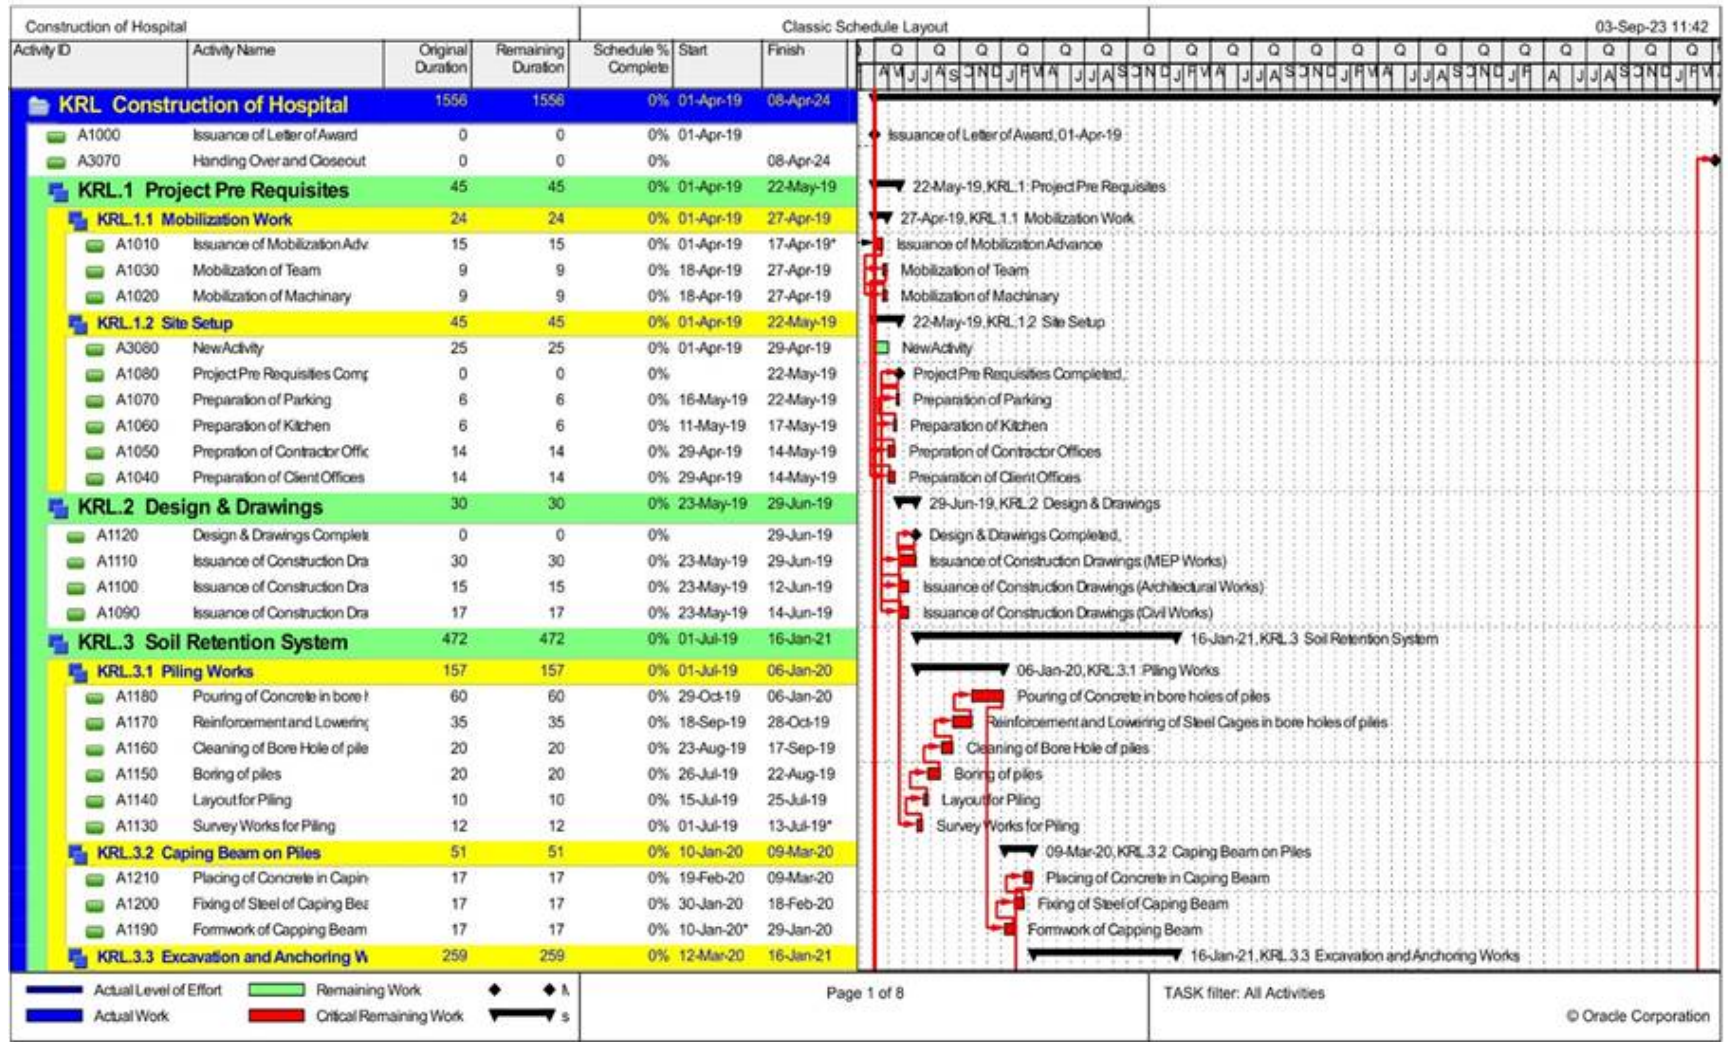 Construction of Hospital Classic Schedule Layout 03-Sep-23 11:42
Activity ID Activity Name Original Duration Remaining Duration Schedule % Complete Start Finish
KRL Construction of Hospital 1556 1556 0% 01-Apr-19 08-Apr-24
A1000 Issuance of Letter of Award 0 0 0% 01-Apr-19 Issuance of Letter of Award, 01-Apr-19
A3070 Handing Over and Closeout 0 0 0% 08-Apr-24
KRL.1 Project Pre Requisites 45 45 0% 01-Apr-19 22-May-19 22-May-19, KRL.1 Project Pre Requisites
KRL.1.1 Mobilization Work 24 24 0% 01-Apr-19 27-Apr-19 27-Apr-19, KRL.1.1 Mobilization Work
A1010 Issuance of Mobilization Adv 15 15 0% 01-Apr-19 17-Apr-19* Issuance of Mobilization Advance
A1030 Mobilization of Team 9 9 0% 18-Apr-19 27-Apr-19 Mobilization of Team
A1020 Mobilization of Machinary 9 9 0% 18-Apr-19 27-Apr-19 Mobilization of Machinary
KRL.1.2 Site Setup 45 45 0% 01-Apr-19 22-May-19 22-May-19, KRL.1.2 Site Setup
A3080 New Activity 25 25 0% 01-Apr-19 29-Apr-19 New Activity
A1080 Project Pre Requisities Comp 0 0 0% 22-May-19 Project Pre Requisities Completed,
A1070 Preparation of Parking 6 6 0% 16-May-19 22-May-19 Preparation of Parking
A1060 Preparation of Kitchen 6 6 0% 11-May-19 17-May-19 Preparation of Kitchen
A1050 Prepration of Contractor Offic 14 14 0% 29-Apr-19 14-May-19 Prepration of Contractor Offices
A1040 Preparation of Client Offices 14 14 0% 29-Apr-19 14-May-19 Preparation of Client Offices
KRL.2 Design & Drawings 30 30 0% 23-May-19 29-Jun-19 29-Jun-19, KRL.2 Design & Drawings
A1120 Design & Drawings Complete 0 0 0% 29-Jun-19 Design & Drawings Completed,
A1110 Issuance of Construction Dra 30 30 0% 23-May-19 29-Jun-19 Issuance of Construction Drawings (MEP Works)
A1100 Issuance of Construction Dra 15 15 0% 23-May-19 12-Jun-19 Issuance of Construction Drawings (Architectural Works)
A1090 Issuance of Construction Dra 17 17 0% 23-May-19 14-Jun-19 Issuance of Construction Drawings (Civil Works)
KRL.3 Soil Retention System 472 472 0% 01-Jul-19 16-Jan-21 16-Jan-21, KRL.3 Soil Retention System
KRL.3.1 Piling Works 157 157 0% 01-Jul-19 06-Jan-20 06-Jan-20, KRL.3.1 Piling Works
A1180 Pouring of Concrete in bore h 60 60 0% 29-Oct-19 06-Jan-20 Pouring of Concrete in bore holes of piles
A1170 Reinforcement and Lowering 35 35 0% 18-Sep-19 28-Oct-19 Reinforcement and Lowering of Steel Cages in bore holes of piles
A1160 Cleaning of Bore Hole of pile 20 20 0% 23-Aug-19 17-Sep-19 Cleaning of Bore Hole of piles
A1150 Boring of piles 20 20 0% 26-Jul-19 22-Aug-19 Boring of piles
A1140 Layout for Piling 10 10 0% 15-Jul-19 25-Jul-19 Layout for Piling
A1130 Survey Works for Piling 12 12 0% 01-Jul-19 13-Jul-19* Survey Works for Piling
KRL.3.2 Caping Beam on Piles 51 51 0% 10-Jan-20 09-Mar-20 09-Mar-20, KRL.3.2 Caping Beam on Piles
A1210 Placing of Concrete in Capin 17 17 0% 19-Feb-20 09-Mar-20 Placing of Concrete in Caping Beam
A1200 Fixing of Steel of Caping Bea 17 17 0% 30-Jan-20 18-Feb-20 Fixing of Steel of Caping Beam
A1190 Formwork of Capping Beam 17 17 0% 10-Jan-20* 29-Jan-20 Formwork of Capping Beam
KRL.3.3 Excavation and Anchoring W 259 259 0% 12-Mar-20 16-Jan-21 16-Jan-21, KRL.3.3 Excavation and Anchoring Works
Actual Level of Effort Remaining Work Page 1 of 8 TASK filter: All Activities
Actual Work Critical Remaining Work s
© Oracle Corporation